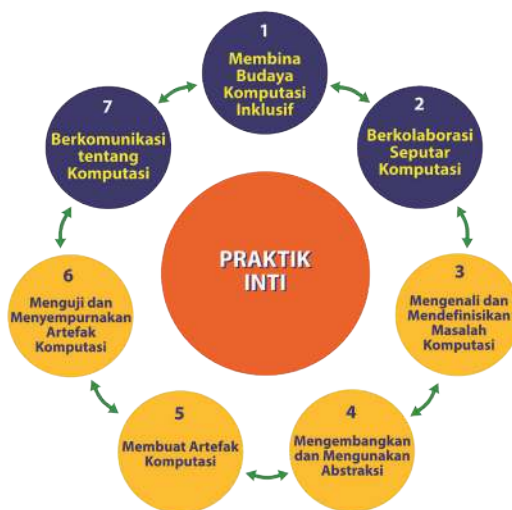 1
Membina
Budaya
Komputasi
Inklusif
2
Berkolaborasi
Seputar
Komputasi
3
Mengenali dan
Mendefinisikan
Masalah
Komputasi
4
Mengembangkan
dan Mengunakan
Abstraksi
5
Membuat Artefak
Komputasi
6
Menguji dan
Menyempurnakan
Artefak
Komputasi
7
Berkomunikasi
tentang
Komputasi
PRAKTIK
INTI